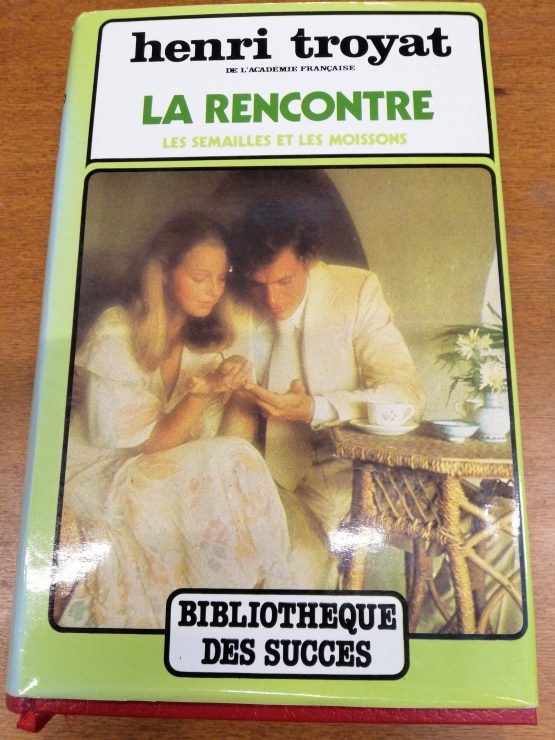 henri troyat
DE L'ACADÉMIE FRANÇAISE
LA RENCONTRE
LES SEMAILLES ET LES MOISSONS
BIBLIOTHEQUE
DES SUCCES